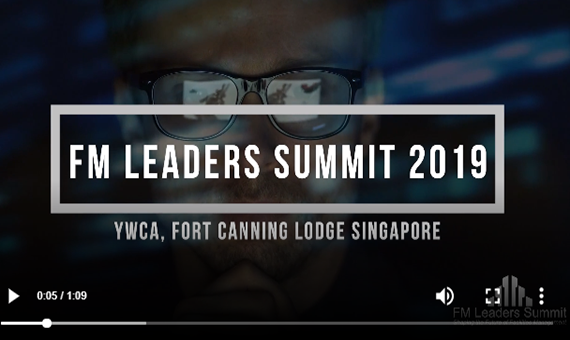 FM LEADERS SUMMIT 2019
YWCA, FORT CANNING LODGE SINGAPORE
0:05 / 1:09
FM Leaders Summit